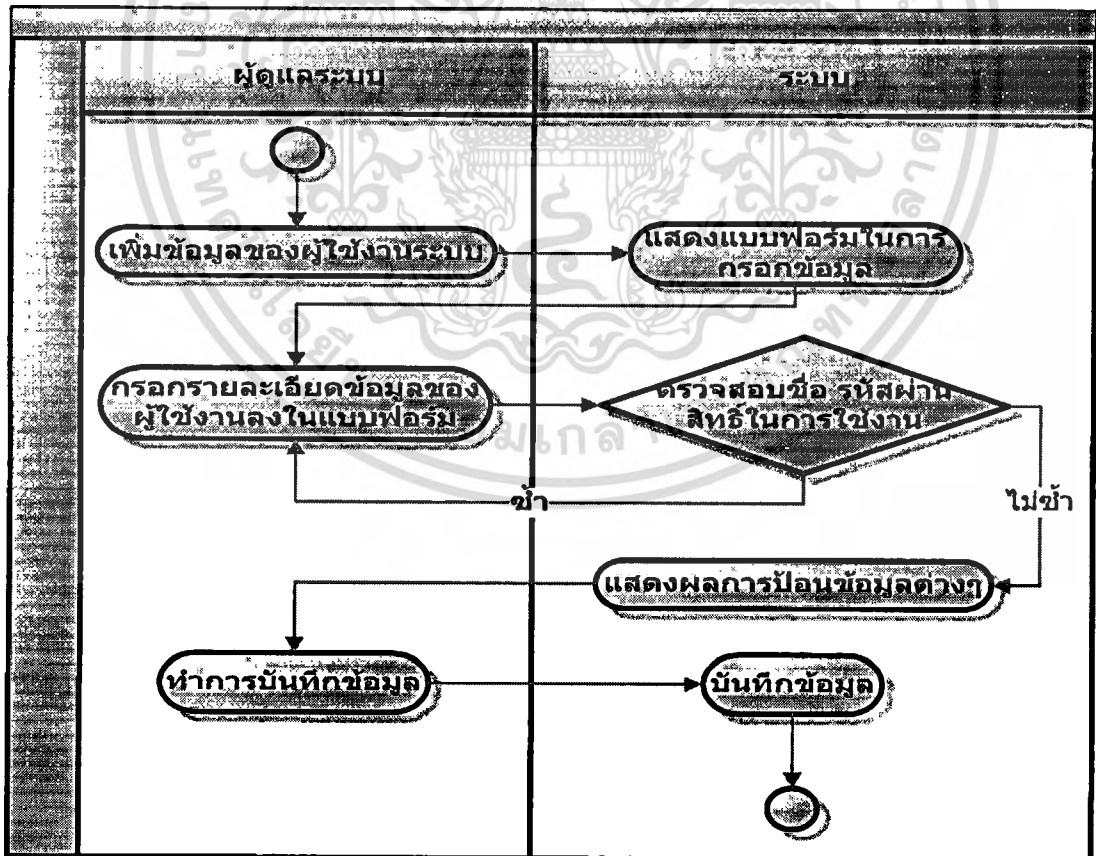 ผู้ดูแลระบบ
ระบบ
เพิ่มข้อมูลของผู้ใช้งานระบบ
แสดงแบบฟอร์มในการ
กรอกข้อมูล
กรอกรายละเอียดข้อมูลของ
ผู้ใช้งานลงในแบบฟอร์ม
ตรวจสอบชื่อ รหัสผ่าน
สิทธิ์ในการใช้งาน
ซ้ำ
ไม่ซ้ำ
แสดงผลการป้อนข้อมูลต่างๆ
ทำการบันทึกข้อมูล
บันทึกข้อมูล